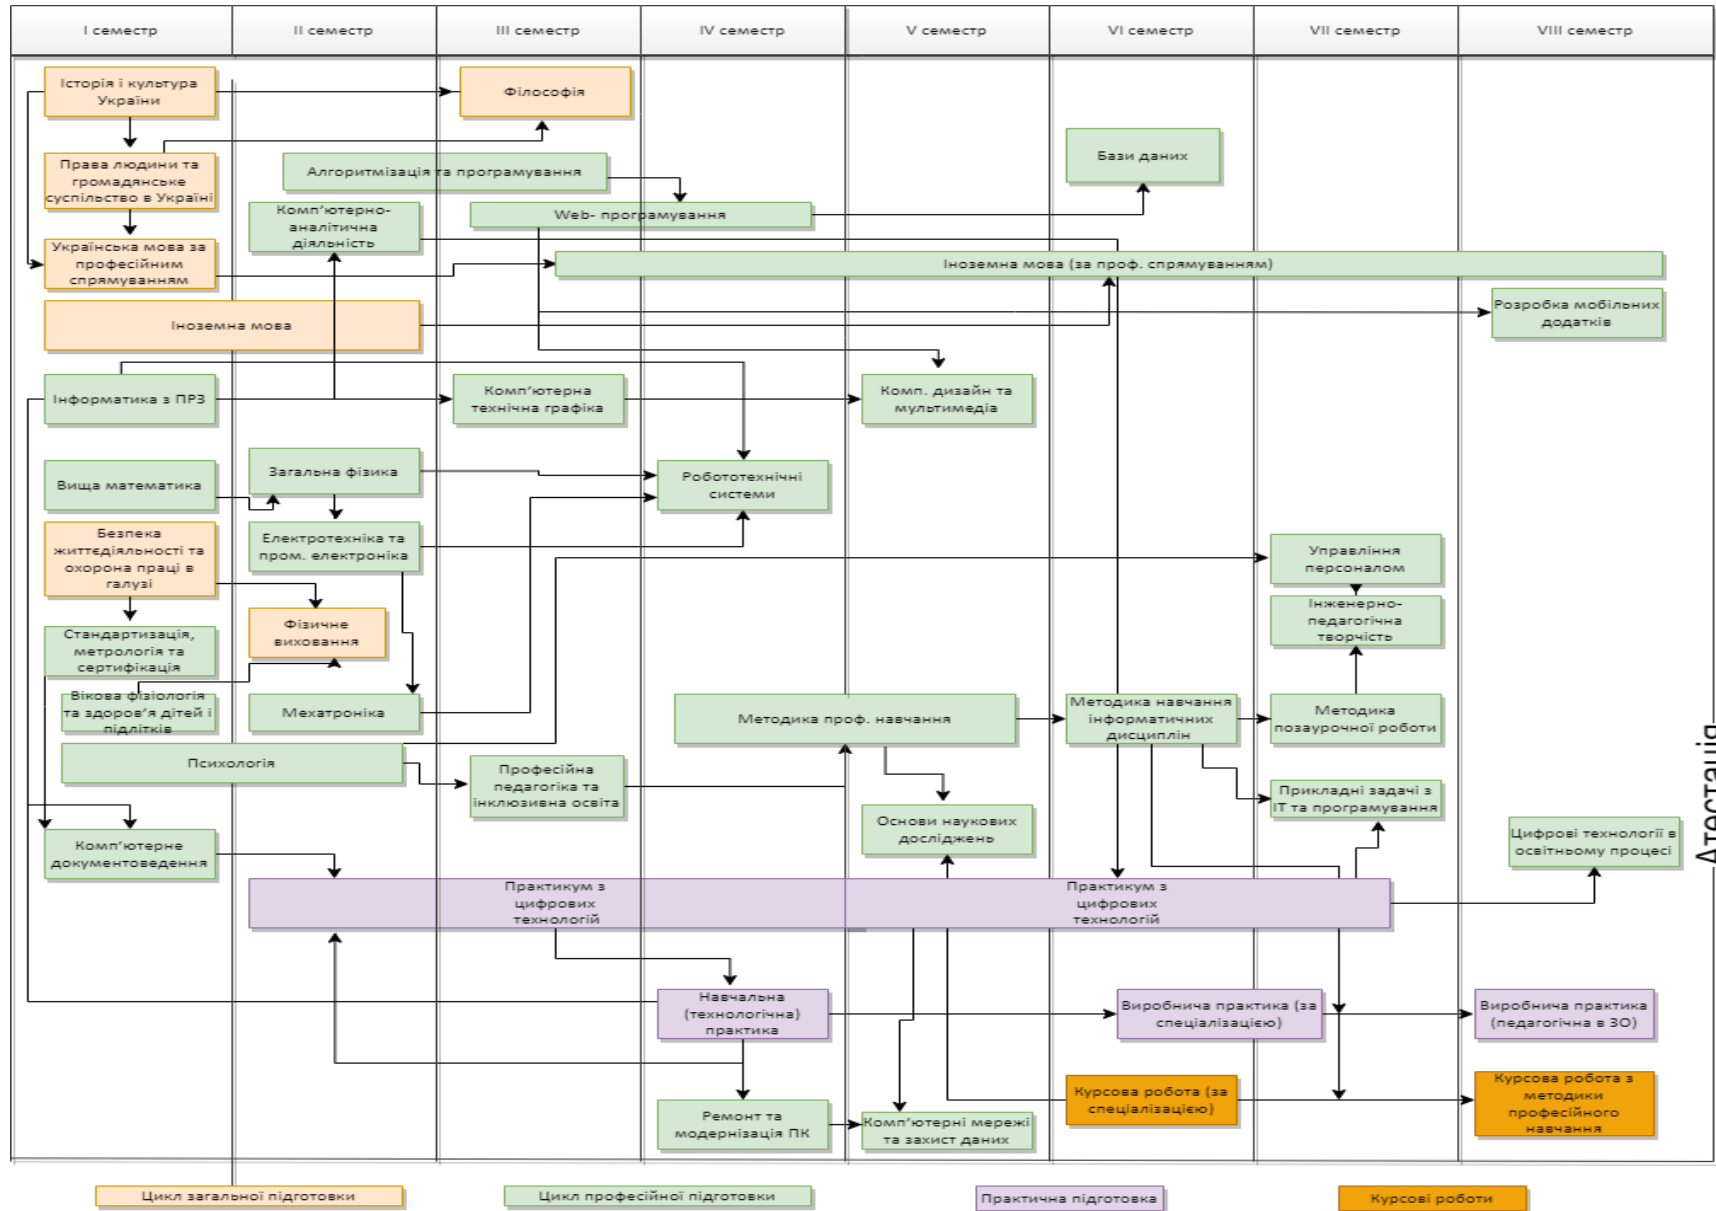 I семестр
II семестр
III семестр
IV семестр
V семестр
VI семестр
VII семестр
VIII семестр
Історія і культура
України
Філософія
Бази даних
Права людини та
громадянське
суспільство в Україні
Алгоритмізація та програмування
Комп'ютерно-
аналітична
діяльність
Web- програмування
Українська мова за
професійним
спрямуванням
Іноземна мова (за проф. спрямуванням)
Іноземна мова
Розробка мобільних
додатків
Інформатика з ПРЗ
Комп'ютерна
технічна графіка
Комп. дизайн та
мультимедіа
Вища математика
Загальна фізика
Робототехнічні
системи
Безпека
життєдіяльності та
охорона праці в
галузі
Електротехніка та
пром. електроніка
Управління
персоналом
Фізичне
виховання
Інженерно-
педагогічна
творчість
Стандартизація,
метрологія та
сертифікація
Вікова фізіологія
та здоров'я дітей і
підлітків
Мехатроніка
Методика проф. навчання
Методика навчання
інформатичних
дисциплін
Методика
позаурочної роботи
Психологія
Професійна
педагогіка та
інклюзивна освіта
Прикладні задачі з
ІТ та програмування
Атестація
Основи наукових
досліджень
Комп'ютерне
документоведення
Цифрові технології в
освітньому процесі
Практикум з
цифрових
технологій
Практикум з
цифрових
технологій
Навчальна
(технологічна)
практика
Виробнича практика (за
спеціалізацією)
Виробнича практика
(педагогічна в ЗО)
Курсова робота (за
спеціалізацією)
Курсова робота з
методики
професійного
навчання
Ремонт та
модернізація ПК
Комп'ютерні мережі
та захист даних
Цикл загальної підготовки
Цикл професійної підготовки
Практична підготовка
Курсові роботи